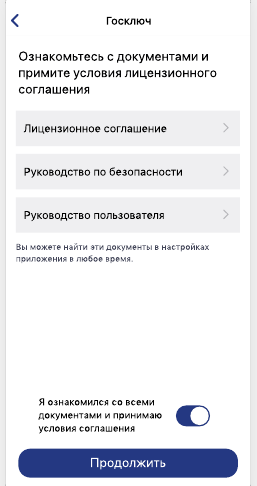 Госключ
Ознакомьтесь с документами и
примите условия лицензионного
соглашения
Лицензионное соглашение
Руководство по безопасности
Руководство пользователя
Вы можете найти эти документы в настройках
приложения в любое время.
Я ознакомился со всеми
документами и принимаю
условия соглашения
Продолжить